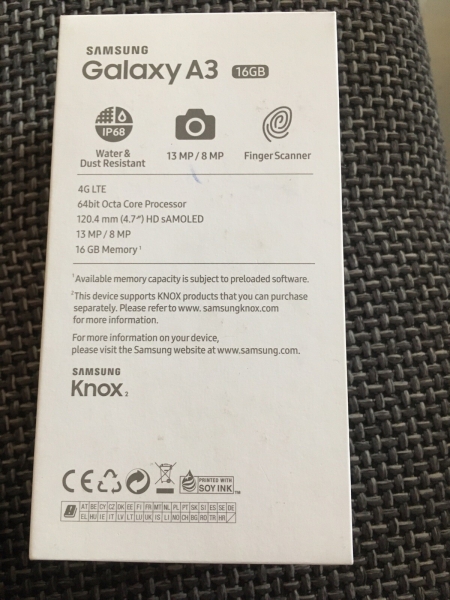 SAMSUNG
Galaxy A3 16GB
IP68
Water &
Dust Resistant
13 MP / 8 MP
Finger Scanner
4G LTE
64bit Octa Core Processor
120.4 mm (4.7") HD sAMOLED
13 MP / 8 MP
16 GB Memory¹
¹Available memory capacity is subject to preloaded software.
²This device supports KNOX products that you can purchase
separately. Please refer to www. samsungknox.com
for more information.
For more information on your device,
please visit the Samsung website at www.samsung.com.
SAMSUNG
Knox₂
CE
PRINTED WITH
SOY INK™
AT BE CY CZ DK EE FI FR MT NL PL PT SK SI ES SE DE
EL HU IE IT LV LT LU UK IS LI NO CH BG RO TR HR